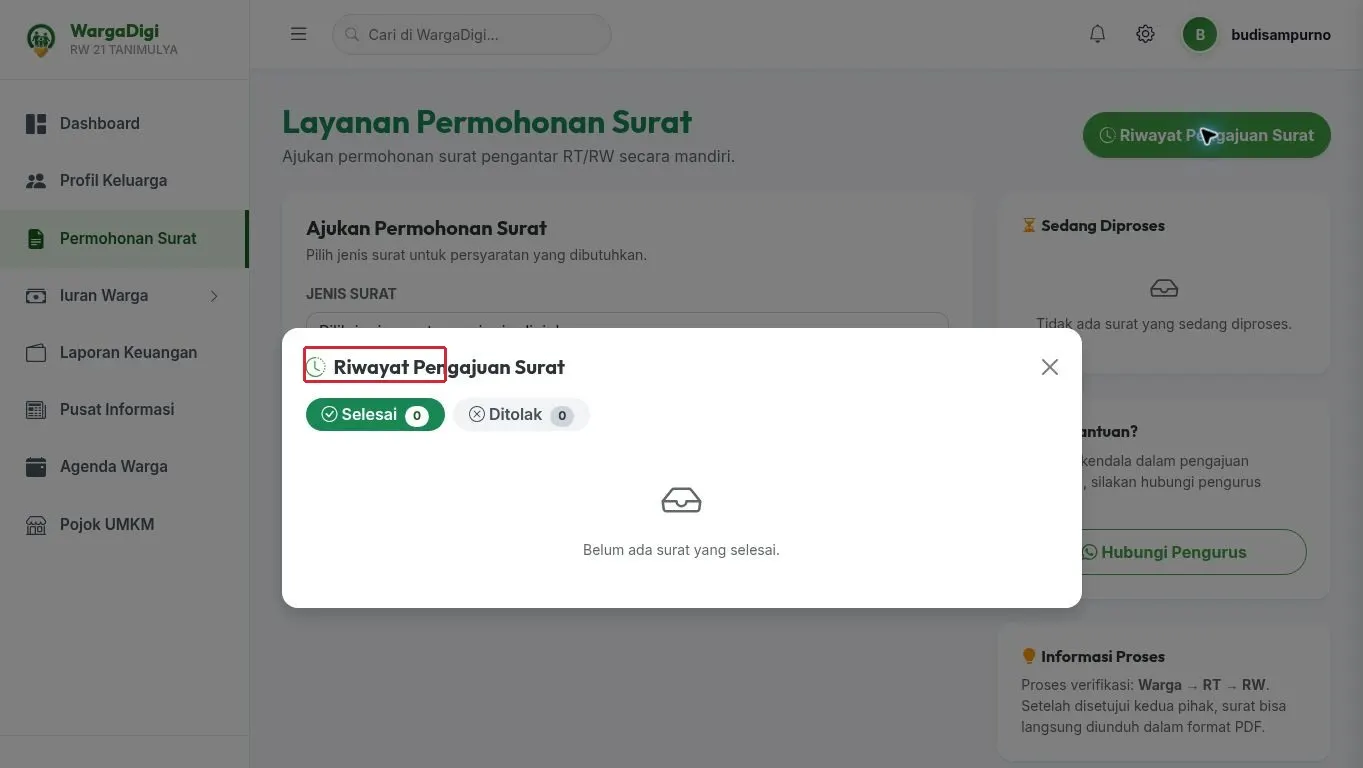 WargaDigi
RW 21 TANIMULYA
Cari di WargaDigi...
B
budisampurno
Dashboard
Profil Keluarga
Permohonan Surat
Iuran Warga
Laporan Keuangan
Pusat Informasi
Agenda Warga
Pojok UMKM
Layanan Permohonan Surat
Ajukan permohonan surat pengantar RT/RW secara mandiri.
Riwayat Pengajuan Surat
Ajukan Permohonan Surat
Pilih jenis surat untuk persyaratan yang dibutuhkan.
JENIS SURAT
Riwayat Pengajuan Surat
Selesai 0
Ditolak 0
Belum ada surat yang selesai.
Sedang Diproses
Tidak ada surat yang sedang diproses.
antuan?
kendala dalam pengajuan
, silakan hubungi pengurus
Hubungi Pengurus
Informasi Proses
Proses verifikasi: Warga → RT → RW.
Setelah disetujui kedua pihak, surat bisa
langsung diunduh dalam format PDF.